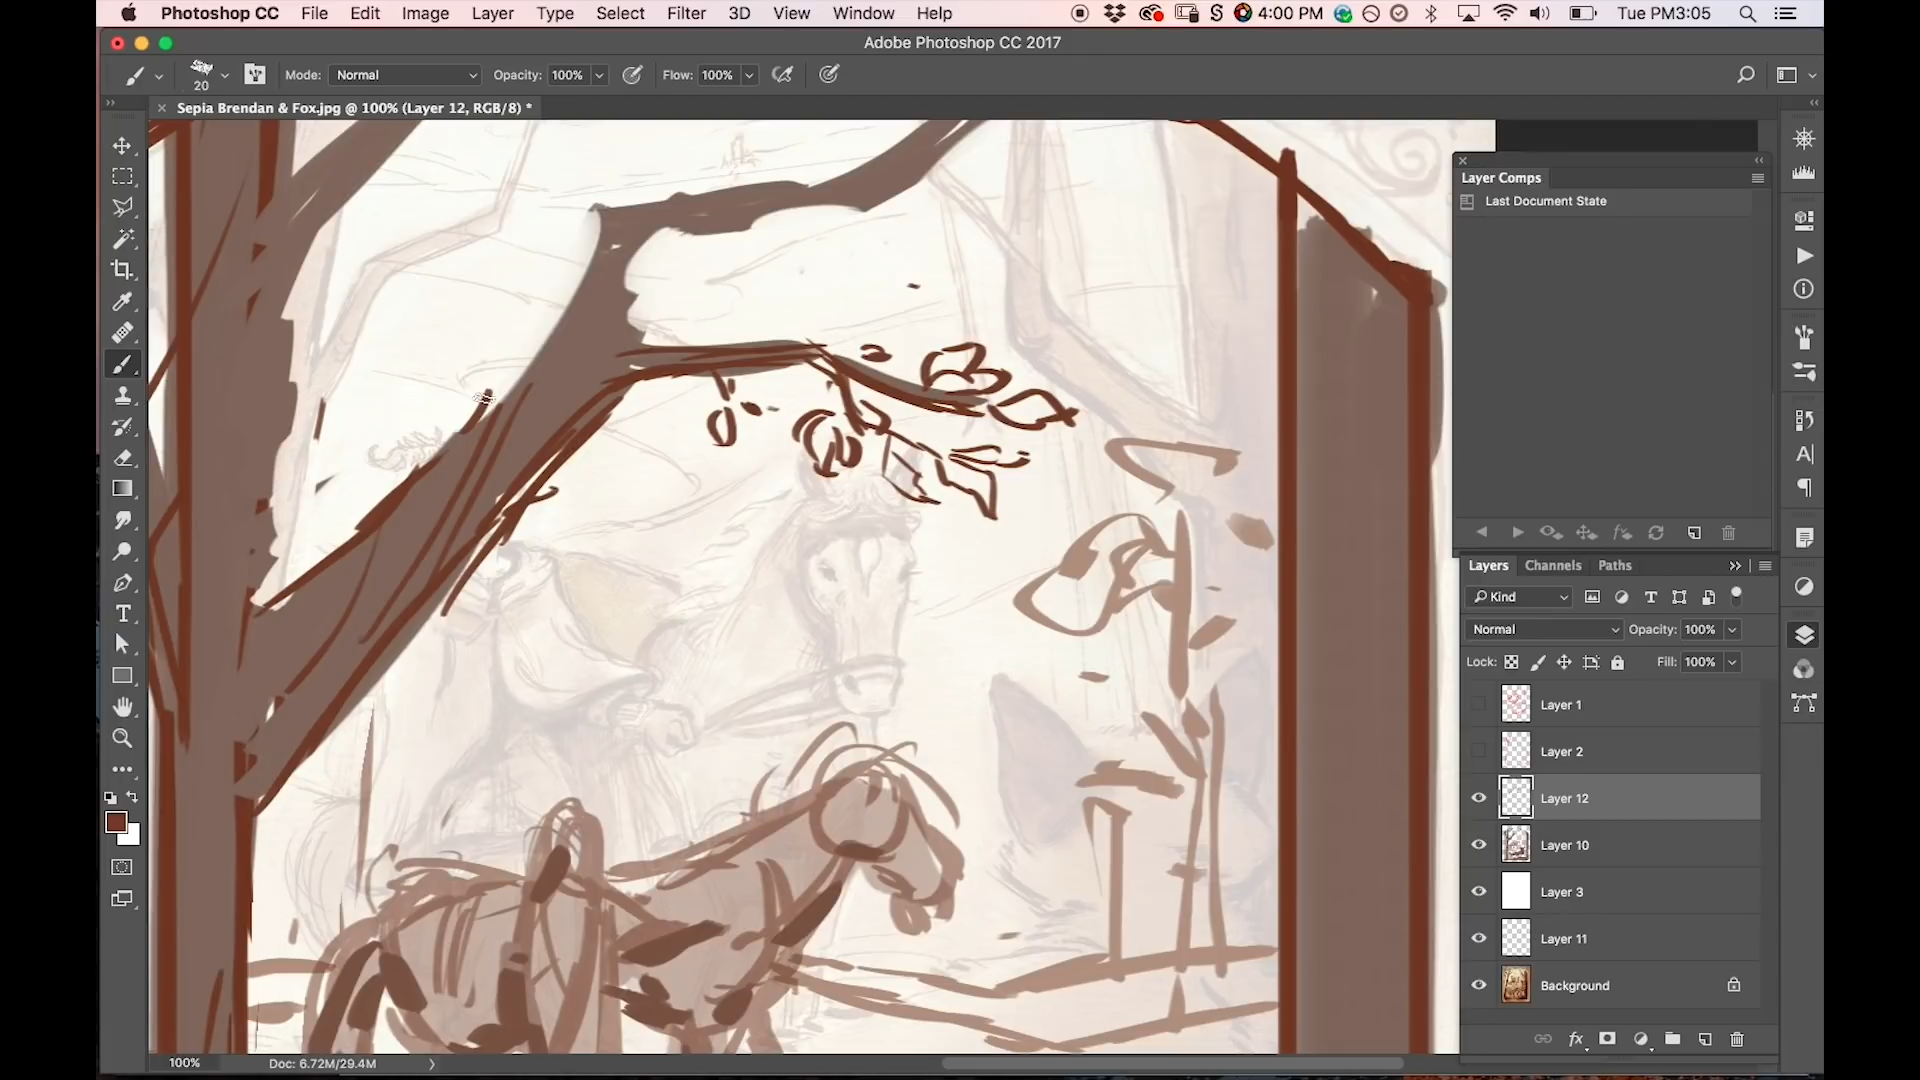 Photoshop CC File Edit Image Layer Type Select Filter 3D View Window Help 4:00 PM Tue PM3:05
Adobe Photoshop CC 2017
20 Mode: Normal Opacity: 100% Flow: 100%
Sepia Brendan & Fox.jpg @ 100% (Layer 12, RGB/8) *
Layer Comps
Last Document State
Layers Channels Paths
Kind
Normal Opacity: 100%
Lock: Fill: 100%
Layer 1
Layer 2
Layer 12
Layer 10
Layer 3
Layer 11
Background
100% Doc: 6.72M/29.4M